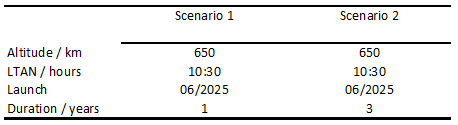 Scenario 1 Scenario 2
Altitude / km 650 650
LTAN / hours 10:30 10:30
Launch 06/2025 06/2025
Duration / years 1 3